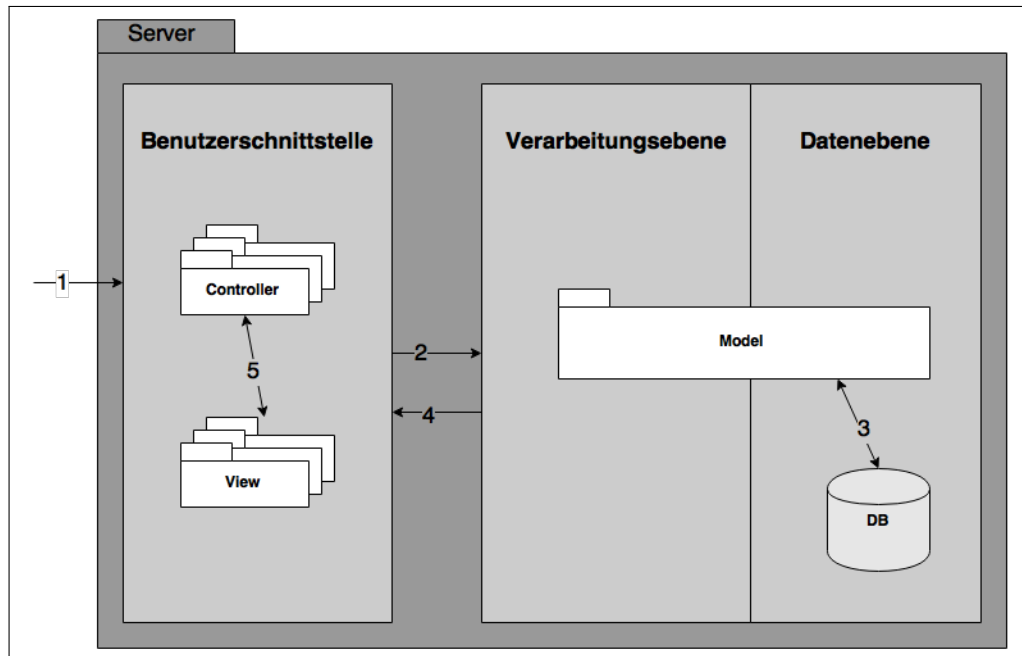 Server
Benutzerschnittstelle
Verarbeitungsebene
Datenebene
1
Controller
Model
2
5
4
3
View
DB